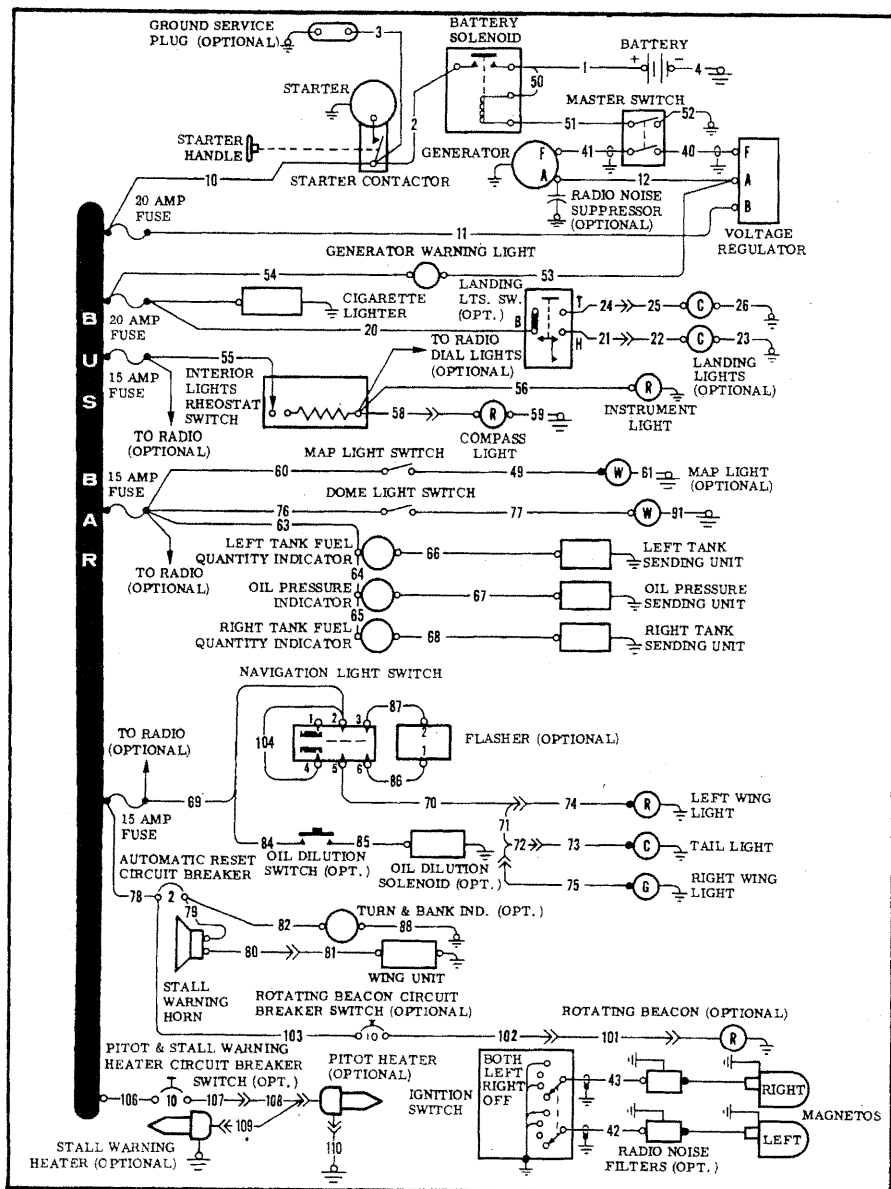 GROUND SERVICE
PLUG (OPTIONAL)
3
BATTERY
SOLENOID
BATTERY
+
−
1
4
50
STARTER
2
MASTER SWITCH
51
52
STARTER
HANDLE
GENERATOR
F
A
41
40
F
A
B
10
STARTER CONTACTOR
12
20 AMP
FUSE
RADIO NOISE
SUPPRESSOR
(OPTIONAL)
VOLTAGE
REGULATOR
11
GENERATOR WARNING LIGHT
54
53
LANDING
LTS. SW.
(OPT.)
CIGARETTE
LIGHTER
20 AMP
FUSE
20
B
T
H
24
25
C
26
21
22
C
23
LANDING
LIGHTS
(OPTIONAL)
TO RADIO
DIAL LIGHTS
(OPTIONAL)
15 AMP
FUSE
55
INTERIOR
LIGHTS
RHEOSTAT
SWITCH
56
R
INSTRUMENT
LIGHT
58
R
59
COMPASS
LIGHT
TO RADIO
(OPTIONAL)
BUS BAR
MAP LIGHT SWITCH
15 AMP
FUSE
60
49
W
61
MAP LIGHT
(OPTIONAL)
DOME LIGHT SWITCH
76
77
W
91
63
TO RADIO
(OPTIONAL)
LEFT TANK FUEL
QUANTITY INDICATOR
66
LEFT TANK
SENDING UNIT
64
OIL PRESSURE
INDICATOR
67
OIL PRESSURE
SENDING UNIT
65
RIGHT TANK FUEL
QUANTITY INDICATOR
68
RIGHT TANK
SENDING UNIT
NAVIGATION LIGHT SWITCH
87
1
2
3
104
4
5
6
2
1
FLASHER (OPTIONAL)
86
TO RADIO
(OPTIONAL)
69
15 AMP
FUSE
70
74
R
LEFT WING
LIGHT
71
84
85
72
73
C
TAIL LIGHT
OIL DILUTION
SWITCH (OPT.)
OIL DILUTION
SOLENOID (OPT.)
75
G
RIGHT WING
LIGHT
AUTOMATIC RESET
CIRCUIT BREAKER
78
2
79
82
TURN & BANK IND. (OPT.)
88
80
81
WING UNIT
STALL
WARNING
HORN
ROTATING BEACON CIRCUIT
BREAKER SWITCH (OPTIONAL)
ROTATING BEACON (OPTIONAL)
103
10
102
101
R
PITOT & STALL WARNING
HEATER CIRCUIT BREAKER
SWITCH (OPT.)
PITOT HEATER
(OPTIONAL)
106
10
107
108
109
110
STALL WARNING
HEATER (OPTIONAL)
IGNITION
SWITCH
BOTH
LEFT
RIGHT
OFF
43
RIGHT
MAGNETOS
42
LEFT
RADIO NOISE
FILTERS (OPT.)